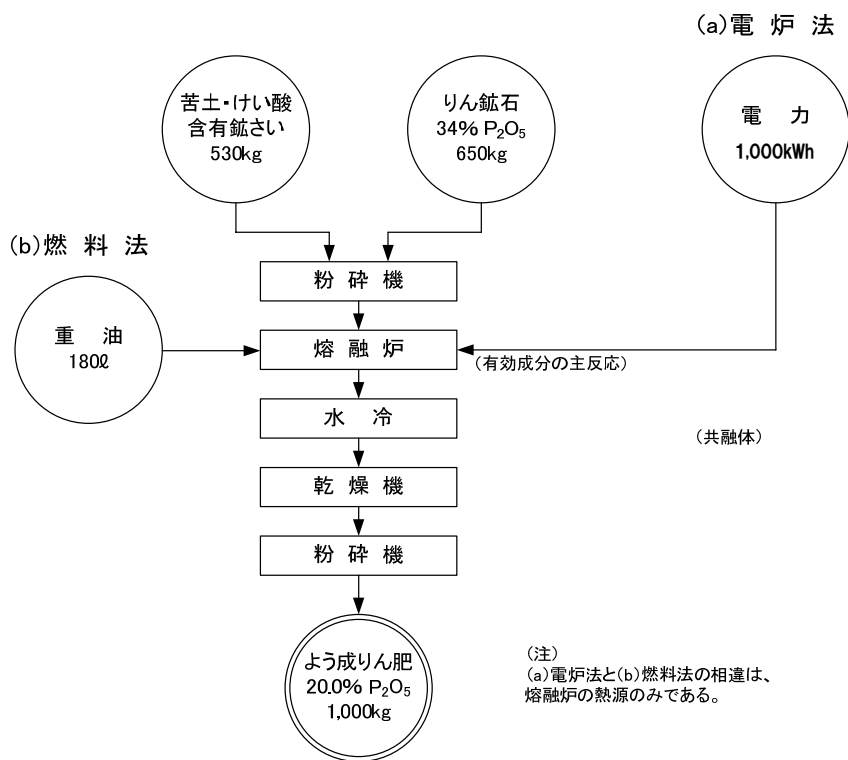 (a)電 炉 法
苦土・けい酸
含有鉱さい
530kg
りん鉱石
34% P₂O₅
650kg
電 力
1,000kWh
(b)燃 料 法
重 油
180ℓ
粉 砕 機
熔 融 炉
(有効成分の主反応)
水 冷
(共融体)
乾 燥 機
粉 砕 機
よう成りん肥
20.0% P₂O₅
1,000kg
(注)
(a)電炉法と(b)燃料法の相違は、
熔融炉の熱源のみである。